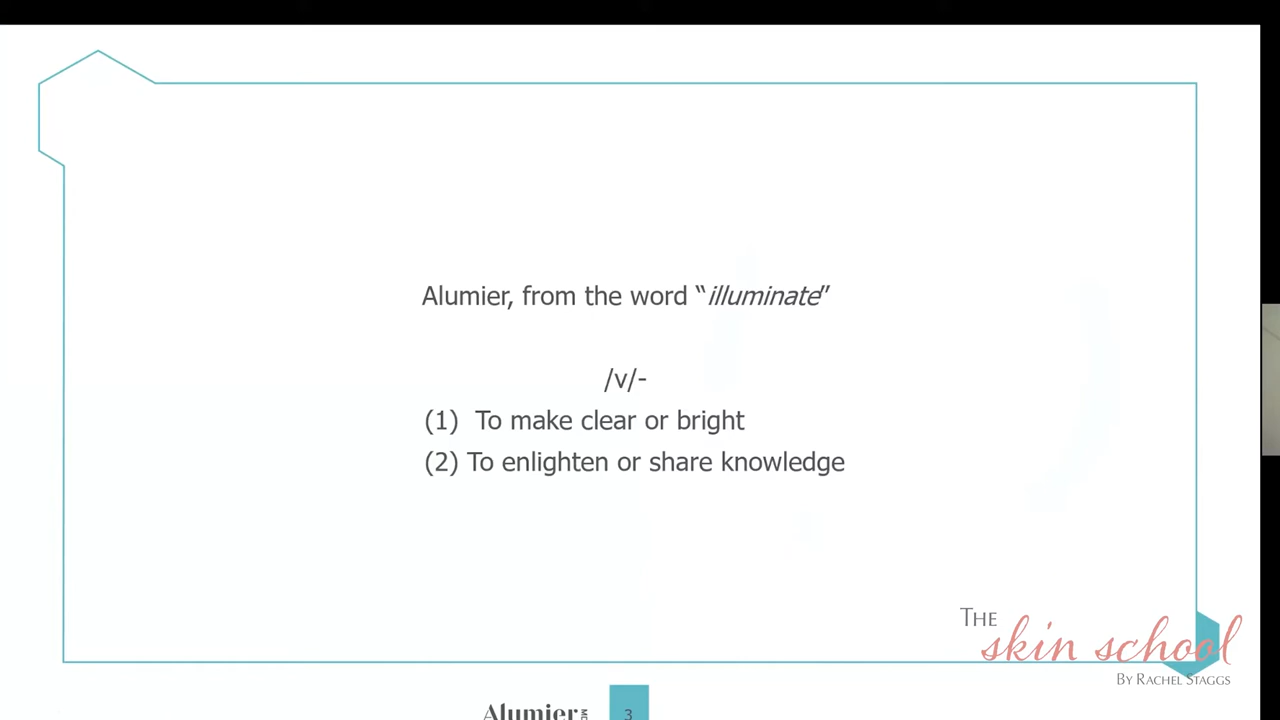 Alumier, from the word “illuminate”
/v/-
(1) To make clear or bright
(2) To enlighten or share knowledge
THE
skin school
BY RACHEL STAGGS
Alumier MD
3